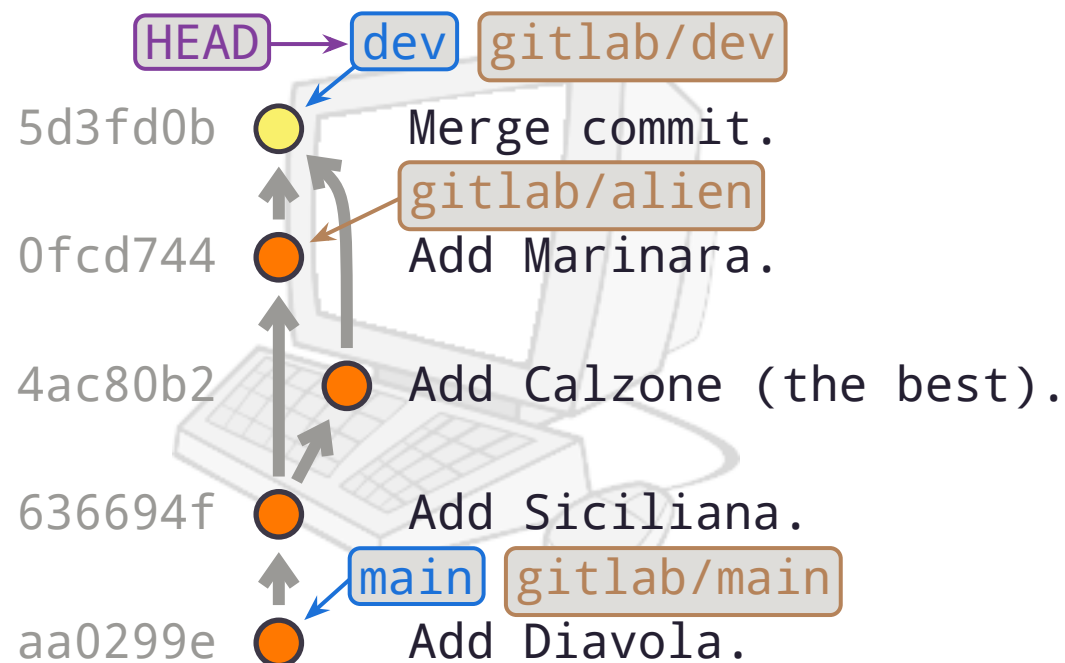 HEAD dev gitlab/dev
5d3fd0b Merge commit.
gitlab/alien
0fcd744 Add Marinara.
4ac80b2 Add Calzone (the best).
636694f Add Siciliana.
main gitlab/main
aa0299e Add Diavola.